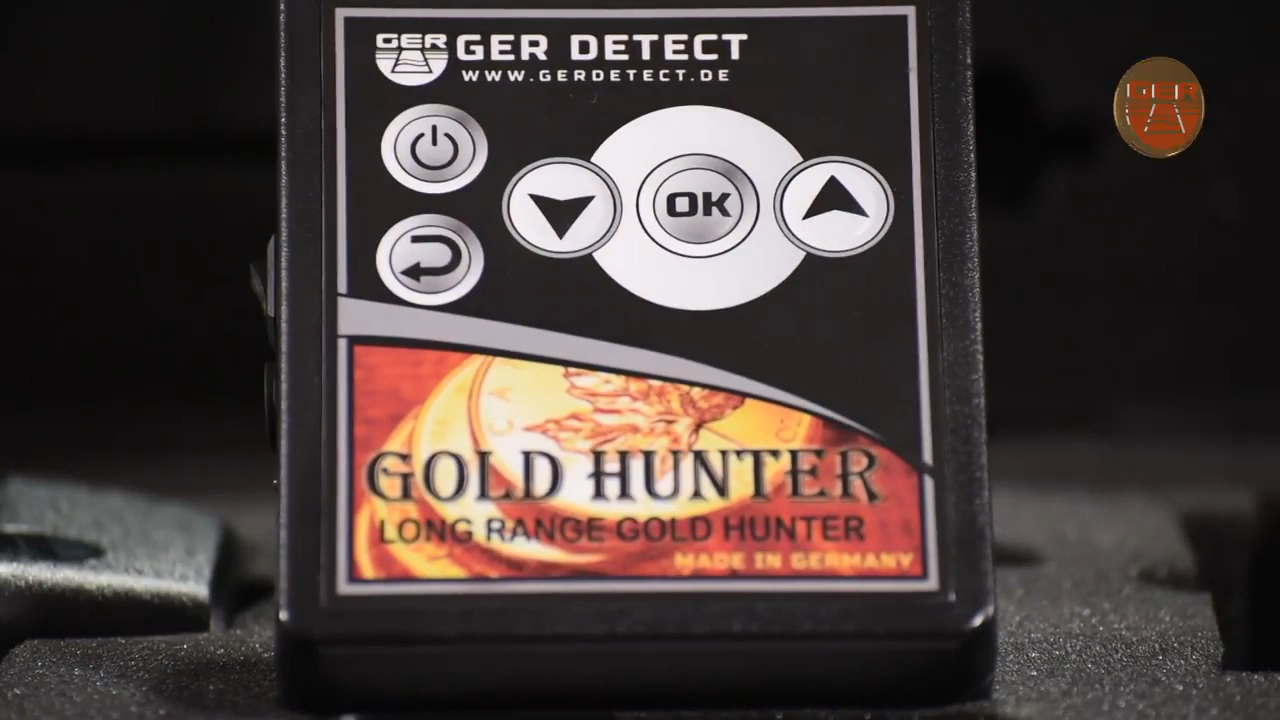 GER GER DETECT
WWW.GERDETECT.DE
GER
OK
GOLD HUNTER
LONG RANGE GOLD HUNTER
MADE IN GERMANY